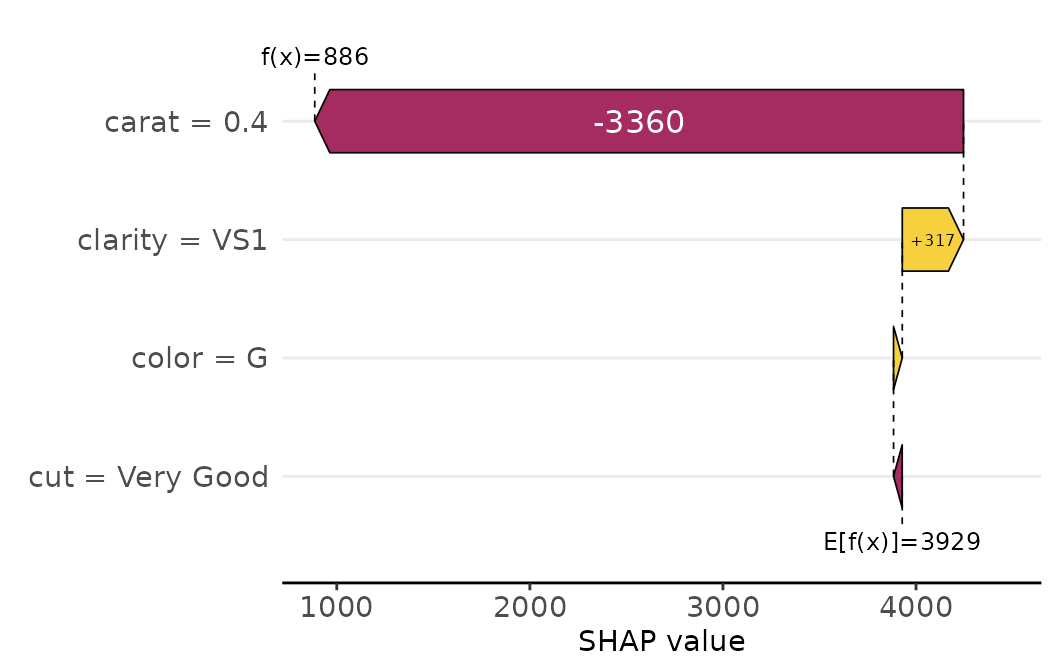 f(x)=886
carat = 0.4
-3360
clarity = VS1
+317
color = G
cut = Very Good
E[f(x)]=3929
1000 2000 3000 4000
SHAP value